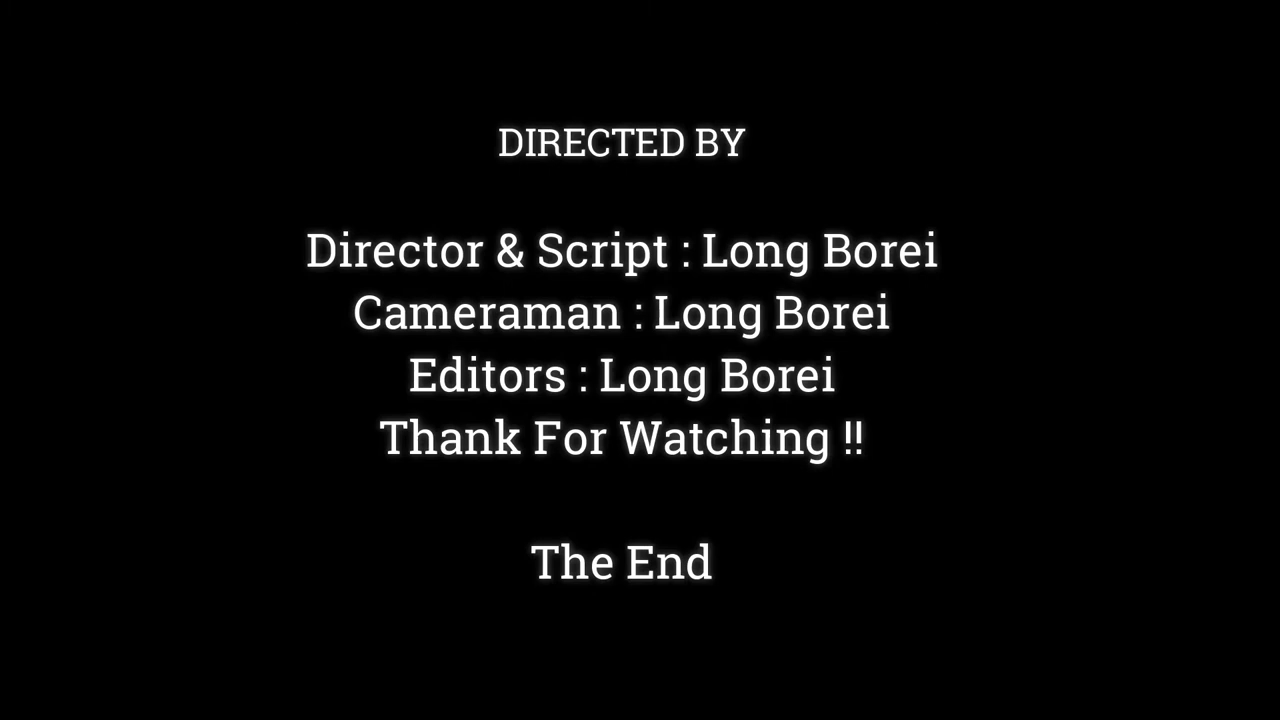 DIRECTED BY
Director & Script : Long Borei
Cameraman : Long Borei
Editors : Long Borei
Thank For Watching !!
The End